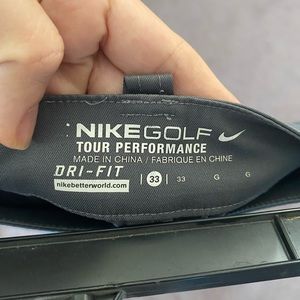 NIKEGOLF
TOUR PERFORMANCE
MADE IN CHINA / FABRIQUE EN CHINE
DRI-FIT
nikebetterworld.com 33 33 G G